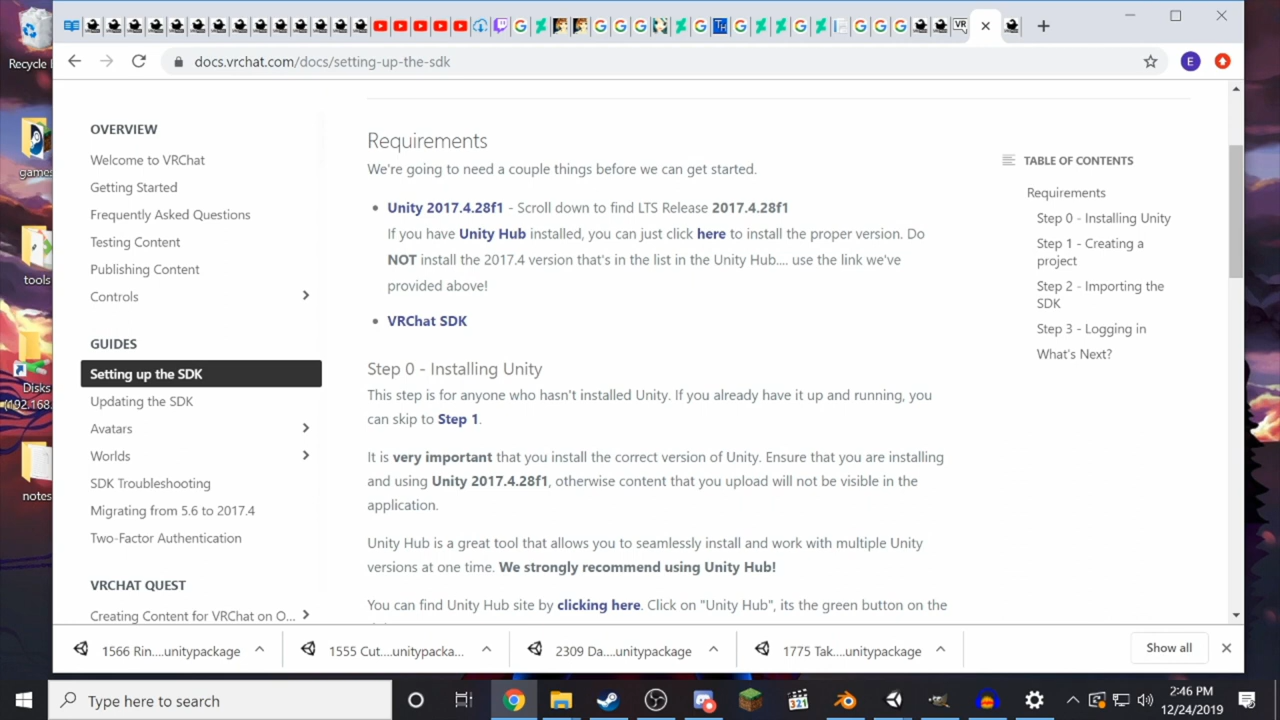 Recycle
docs.vrchat.com/docs/setting-up-the-sdk
E
games
tools
Disks
(192.168.
notes
OVERVIEW
Welcome to VRChat
Getting Started
Frequently Asked Questions
Testing Content
Publishing Content
Controls
GUIDES
Setting up the SDK
Updating the SDK
Avatars
Worlds
SDK Troubleshooting
Migrating from 5.6 to 2017.4
Two-Factor Authentication
VRCHAT QUEST
Creating Content for VRChat on O...
Requirements
We're going to need a couple things before we can get started.
Unity 2017.4.28f1 - Scroll down to find LTS Release 2017.4.28f1
If you have Unity Hub installed, you can just click here to install the proper version. Do
NOT install the 2017.4 version that's in the list in the Unity Hub.... use the link we've
provided above!
VRChat SDK
Step 0 - Installing Unity
This step is for anyone who hasn't installed Unity. If you already have it up and running, you
can skip to Step 1.
It is very important that you install the correct version of Unity. Ensure that you are installing
and using Unity 2017.4.28f1, otherwise content that you upload will not be visible in the
application.
Unity Hub is a great tool that allows you to seamlessly install and work with multiple Unity
versions at one time. We strongly recommend using Unity Hub!
You can find Unity Hub site by clicking here. Click on "Unity Hub", its the green button on the
TABLE OF CONTENTS
Requirements
Step 0 - Installing Unity
Step 1 - Creating a
project
Step 2 - Importing the
SDK
Step 3 - Logging in
What's Next?
1566 Rin....unitypackage
1555 Cut....unitypacka...
2309 Da....unitypackage
1775 Tak....unitypackage
Show all
Type here to search
321
2:46 PM
12/24/2019